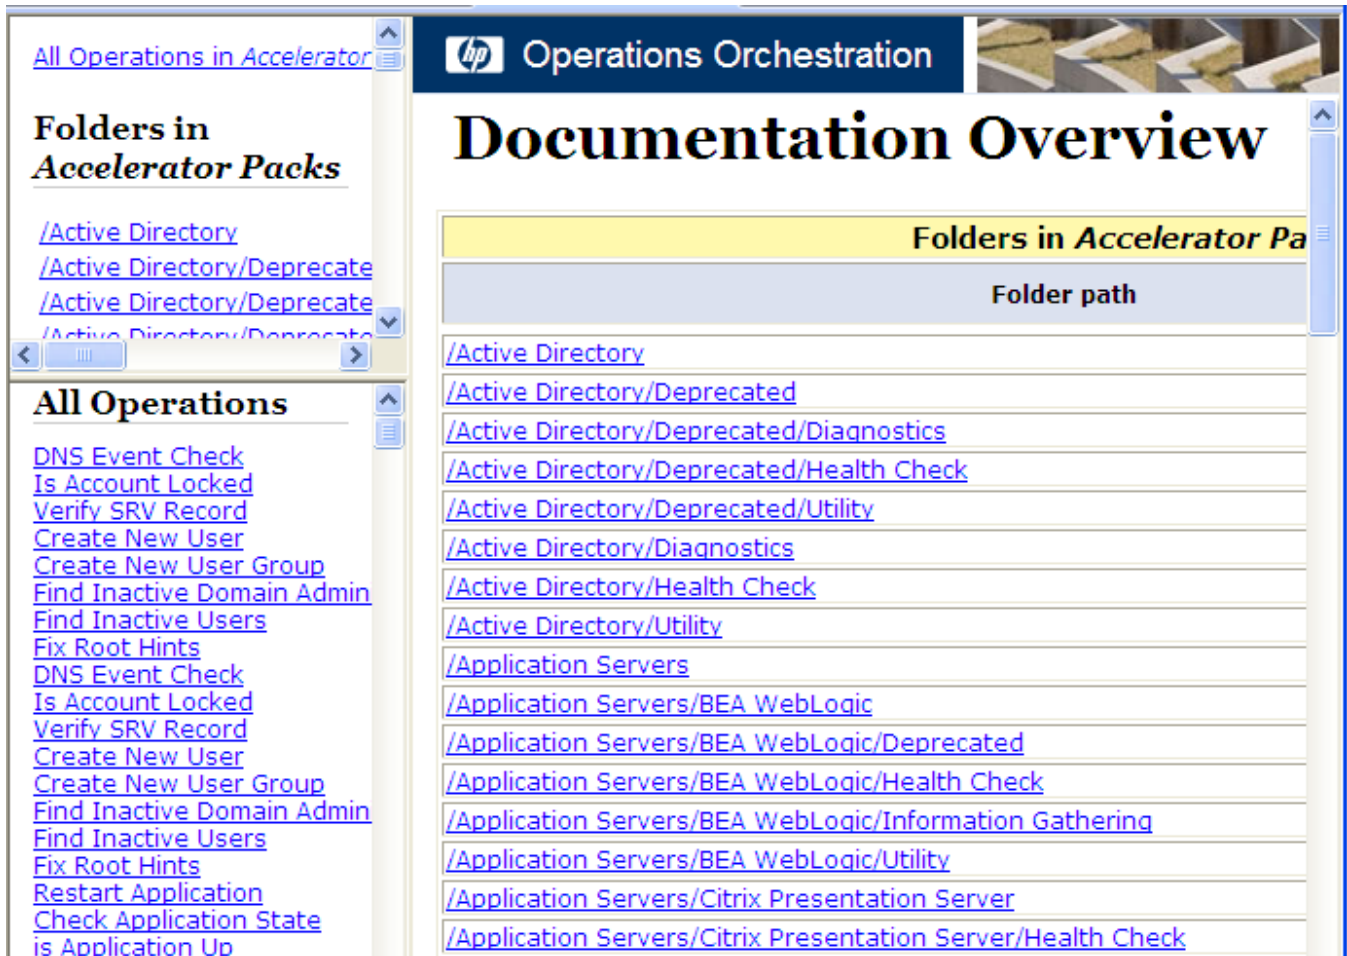 All Operations in Accelerator
Folders in
Accelerator Packs
/Active Directory
/Active Directory/Deprecate
/Active Directory/Deprecate
/Active Directory/Deprecate
All Operations
DNS Event Check
Is Account Locked
Verify SRV Record
Create New User
Create New User Group
Find Inactive Domain Admin
Find Inactive Users
Fix Root Hints
DNS Event Check
Is Account Locked
Verify SRV Record
Create New User
Create New User Group
Find Inactive Domain Admin
Find Inactive Users
Fix Root Hints
Restart Application
Check Application State
is Application Up
hp Operations Orchestration
Documentation Overview
Folders in Accelerator Pa
Folder path
/Active Directory
/Active Directory/Deprecated
/Active Directory/Deprecated/Diagnostics
/Active Directory/Deprecated/Health Check
/Active Directory/Deprecated/Utility
/Active Directory/Diagnostics
/Active Directory/Health Check
/Active Directory/Utility
/Application Servers
/Application Servers/BEA WebLogic
/Application Servers/BEA WebLogic/Deprecated
/Application Servers/BEA WebLogic/Health Check
/Application Servers/BEA WebLogic/Information Gathering
/Application Servers/BEA WebLogic/Utility
/Application Servers/Citrix Presentation Server
/Application Servers/Citrix Presentation Server/Health Check